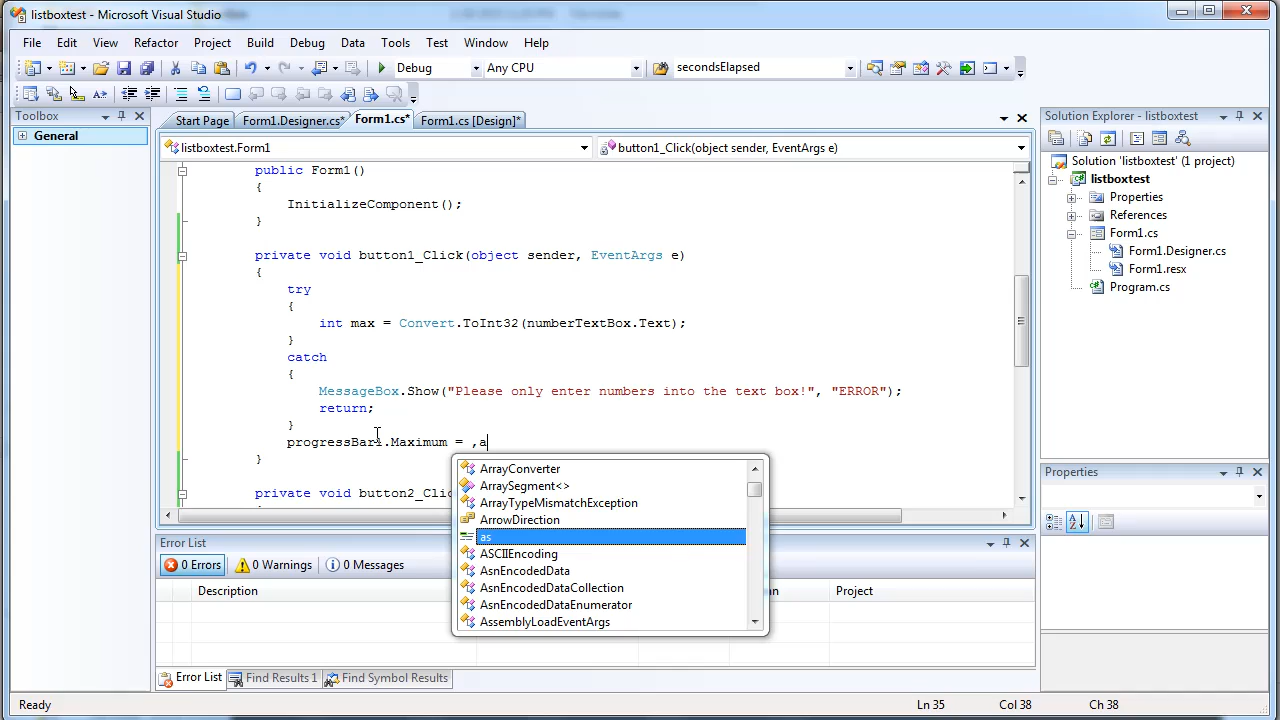 listboxtest - Microsoft Visual Studio
File Edit View Refactor Project Build Debug Data Tools Test Window Help
Debug Any CPU secondsElapsed
Toolbox
General
Start Page Form1.Designer.cs* Form1.cs* Form1.cs [Design]*
listboxtest.Form1 button1_Click(object sender, EventArgs e)
public Form1()
{
InitializeComponent();
}
private void button1_Click(object sender, EventArgs e)
{
try
{
int max = Convert.ToInt32(numberTextBox.Text);
}
catch
{
MessageBox.Show("Please only enter numbers into the text box!", "ERROR");
return;
}
progressBar1.Maximum = ,a
}
private void button2_Clic
ArrayConverter
ArraySegment<>
ArrayTypeMismatchException
ArrowDirection
as
ASCIIEncoding
AsnEncodedData
AsnEncodedDataCollection
AsnEncodedDataEnumerator
AssemblyLoadEventArgs
Solution Explorer - listboxtest
Solution 'listboxtest' (1 project)
listboxtest
Properties
References
Form1.cs
Form1.Designer.cs
Form1.resx
Program.cs
Properties
Error List
0 Errors 0 Warnings 0 Messages
Description Project
Error List Find Results 1 Find Symbol Results
Ready Ln 35 Col 38 Ch 38